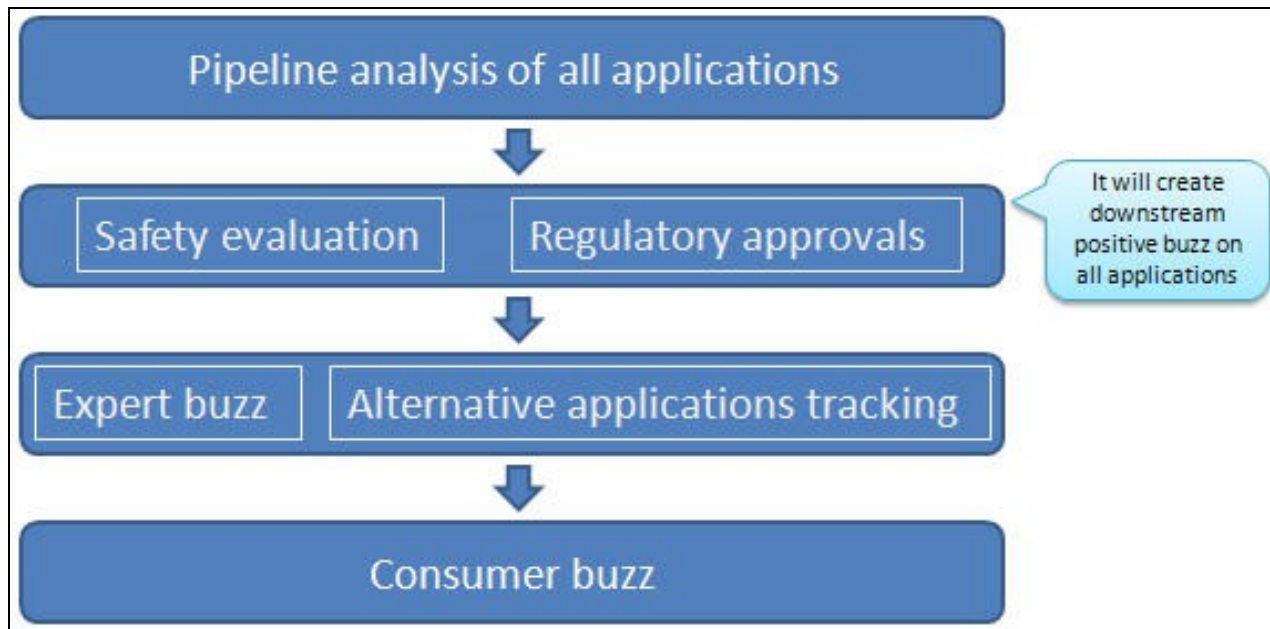 Pipeline analysis of all applications
Safety evaluation
Regulatory approvals
It will create
downstream
positive buzz on
all applications
Expert buzz
Alternative applications tracking
Consumer buzz